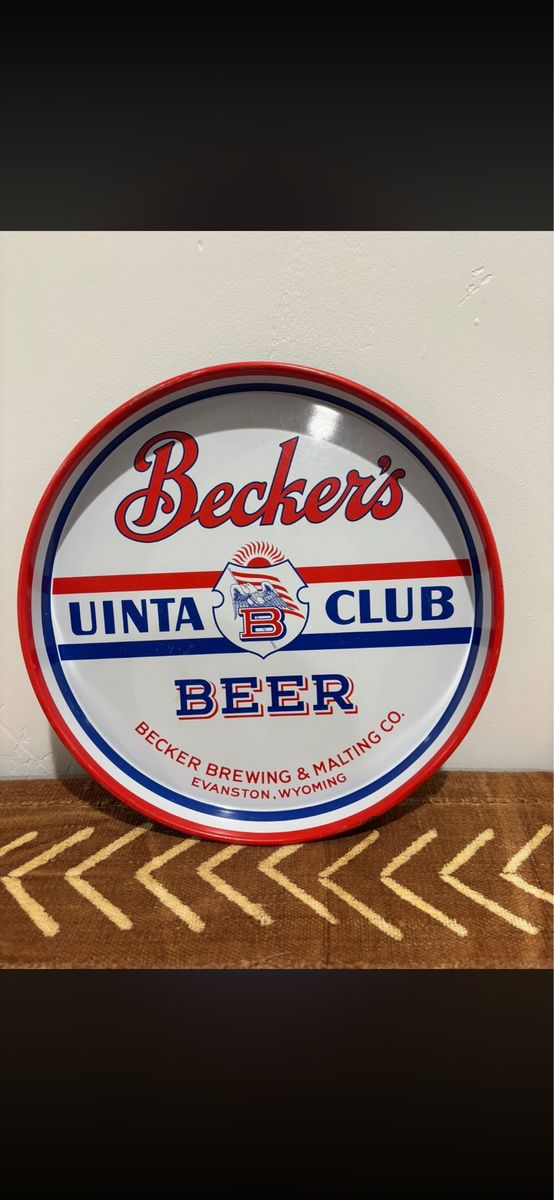 Becker's
UINTA B CLUB
BEER
BECKER BREWING & MALTING CO.
EVANSTON, WYOMING